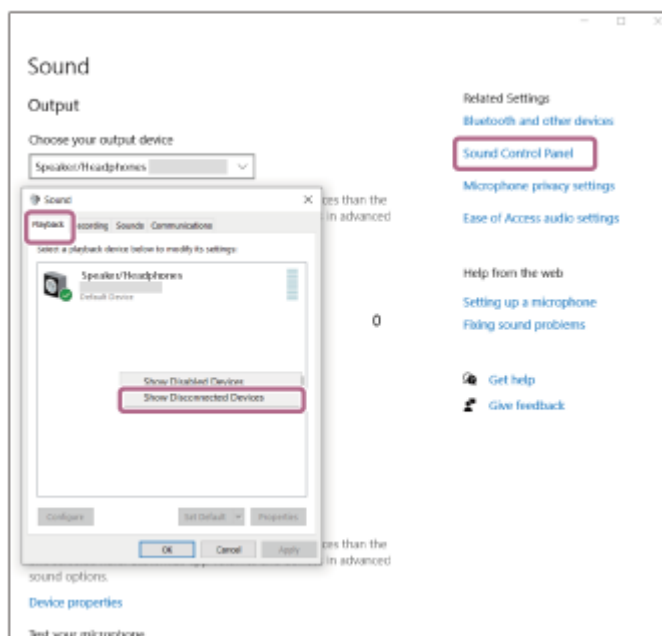 Sound
Output
Choose your output device
Speaker/Headphones
Sound
ces than the
in advanced
Playback
ecording
Sounds
Communications
Select a playback device below to modify its settings:
Speaker/Headphones
Default Device
0
Show Disabled Devices
Show Disconnected Devices
Configure
Set Default
Properties
OK
Cancel
Apply
ces than the
in advanced
sound options.
Device properties
Test your microphone
Related Settings
Bluetooth and other devices
Sound Control Panel
Microphone privacy settings
Ease of Access audio settings
Help from the web
Setting up a microphone
Fixing sound problems
Get help
Give feedback